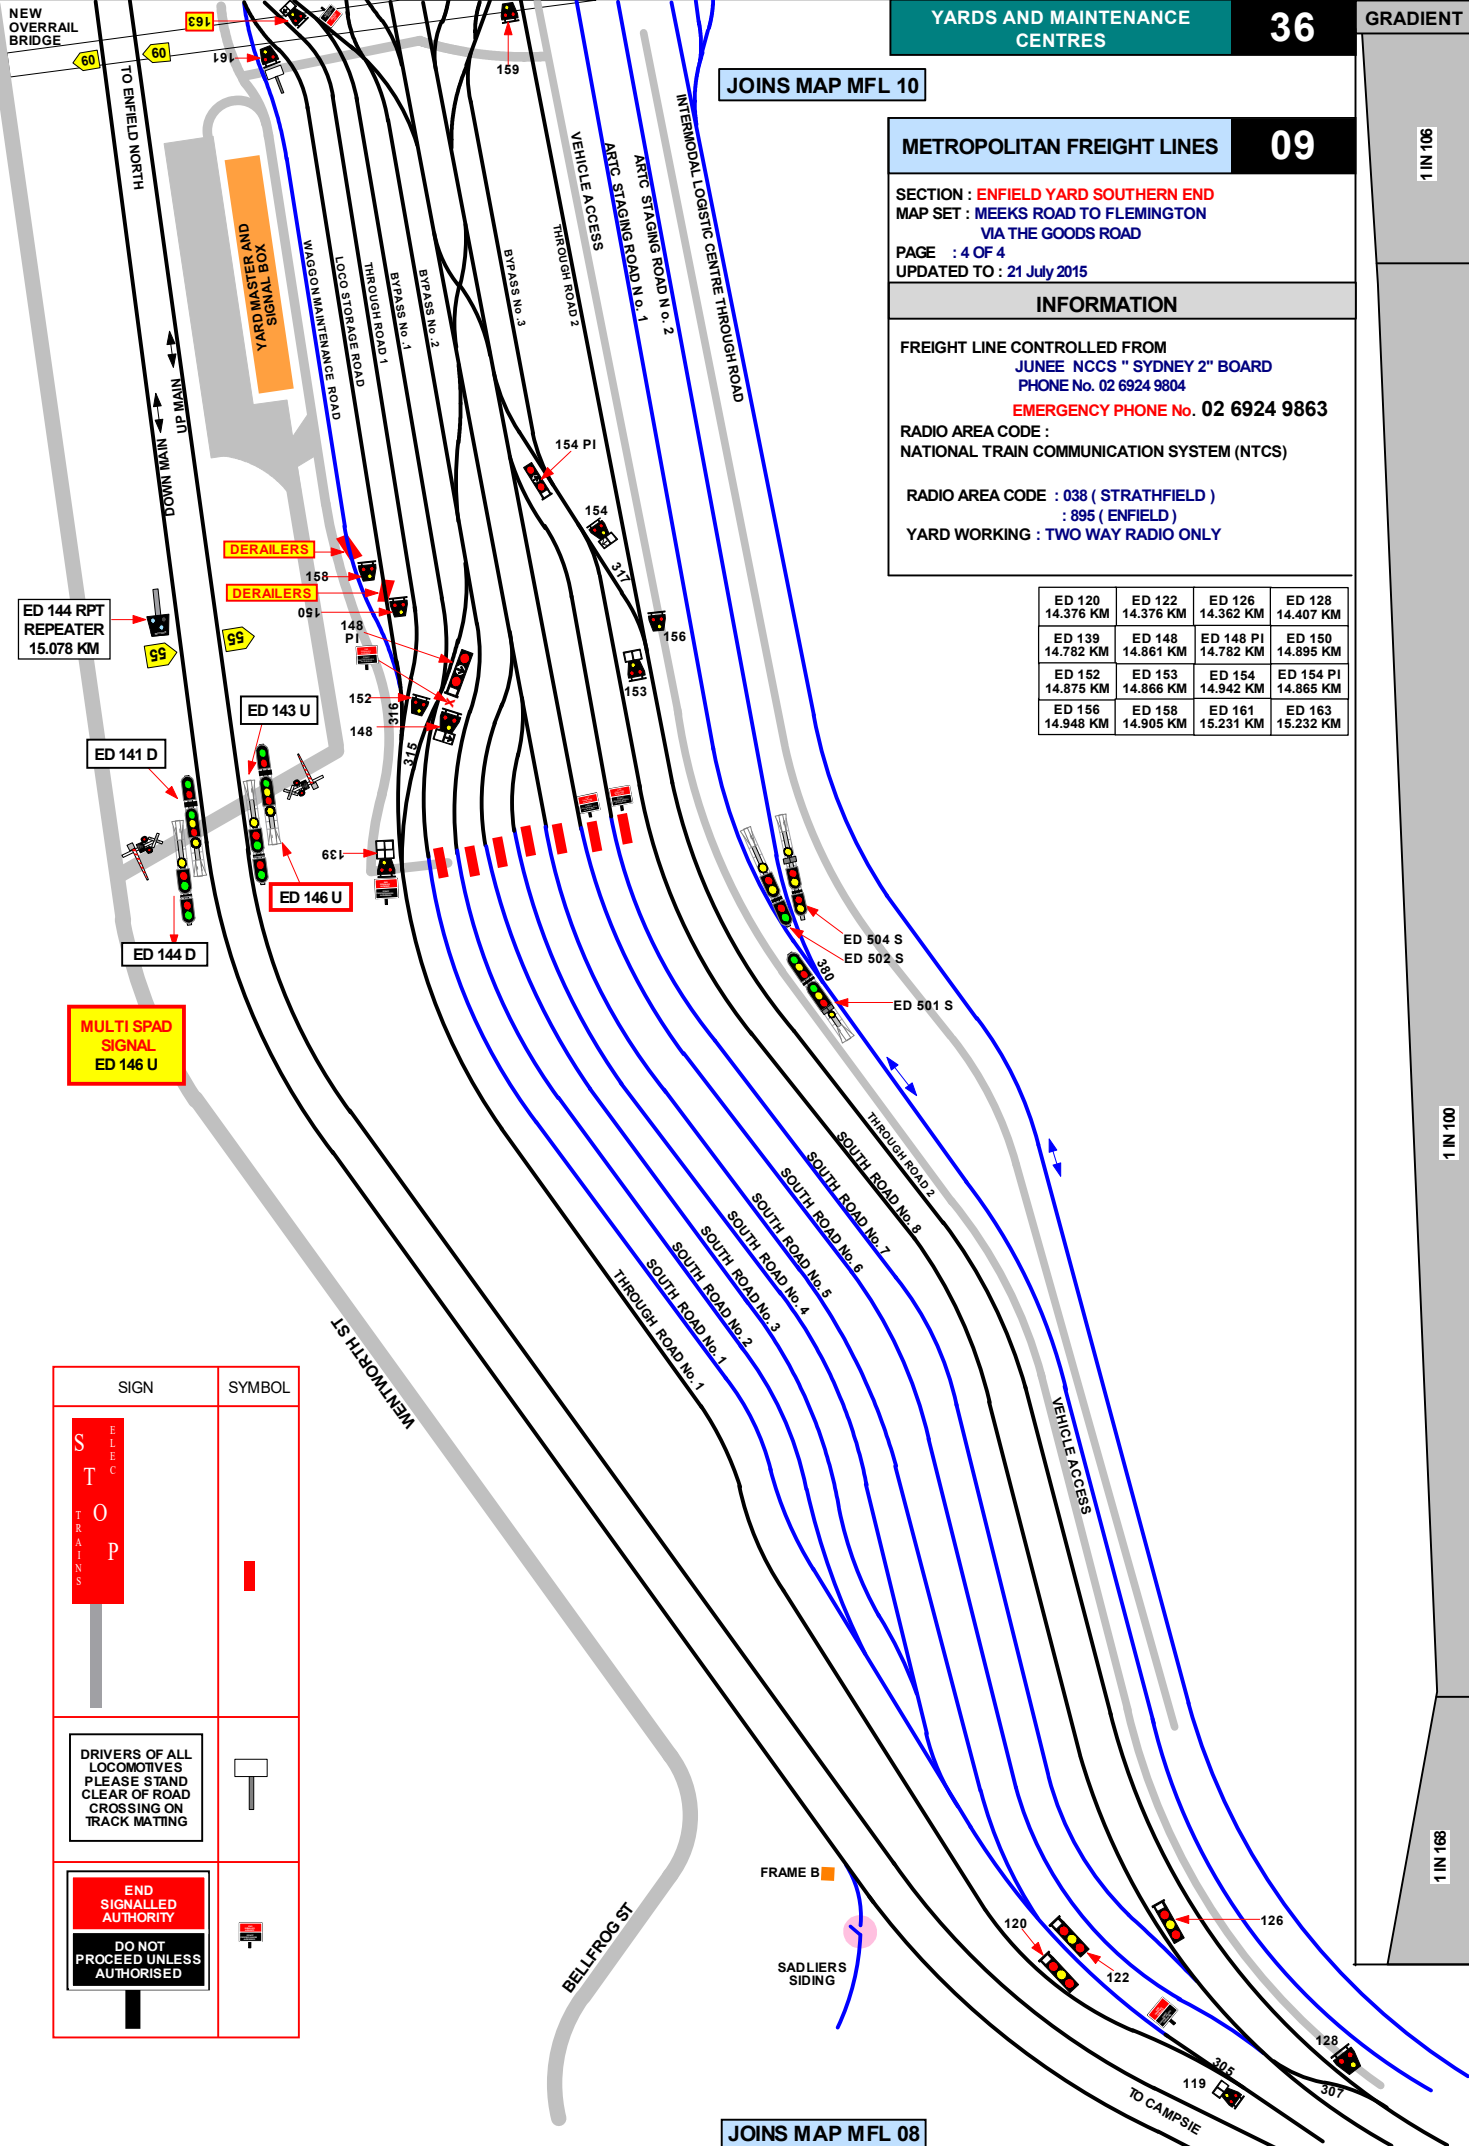 NEW
OVERRAIL
BRIDGE
163
161
60
60
159
TO ENFIELD NORTH
YARDS AND MAINTENANCE
CENTRES
36
GRADIENT
JOINS MAP MFL 10
METROPOLITAN FREIGHT LINES
09
SECTION : ENFIELD YARD SOUTHERN END
MAP SET : MEEKS ROAD TO FLEMINGTON
VIA THE GOODS ROAD
PAGE : 4 OF 4
UPDATED TO : 21 July 2015
INFORMATION
FREIGHT LINE CONTROLLED FROM
JUNEE NCCS " SYDNEY 2" BOARD
PHONE No. 02 6924 9804
EMERGENCY PHONE No. 02 6924 9863
RADIO AREA CODE :
NATIONAL TRAIN COMMUNICATION SYSTEM (NTCS)
RADIO AREA CODE : 038 ( STRATHFIELD )
: 895 ( ENFIELD )
YARD WORKING : TWO WAY RADIO ONLY
ED 120 ED 122 ED 126 ED 128
14.376 KM 14.376 KM 14.362 KM 14.407 KM
ED 139 ED 148 ED 148 PI ED 150
14.782 KM 14.861 KM 14.782 KM 14.895 KM
ED 152 ED 153 ED 154 ED 154 PI
14.875 KM 14.866 KM 14.942 KM 14.865 KM
ED 156 ED 158 ED 161 ED 163
14.948 KM 14.905 KM 15.231 KM 15.232 KM
1 IN 106
1 IN 100
1 IN 168
YARD MASTER AND
SIGNAL BOX
WAGGON MAINTENANCE ROAD
LOCO STORAGE ROAD
THROUGH ROAD 1
BYPASS No .1
BYPASS No .2
BYPASS No .3
THROUGH ROAD 2
VEHICLE ACCESS
ARTC STAGING ROAD N o. 1
ARTC STAGING ROAD N o. 2
INTERMODAL LOGISTIC CENTRE THROUGH ROAD
UP MAIN
DOWN MAIN
154 PI
154
317
DERAILERS
158
DERAILERS
150
148
PI
156
153
152
316
148
315
ED 144 RPT
REPEATER
15.078 KM
55
55
ED 143 U
ED 141 D
139
ED 146 U
ED 144 D
MULTI SPAD
SIGNAL
ED 146 U
ED 504 S
ED 502 S
380
ED 501 S
THROUGH ROAD 2
SOUTH ROAD No. 8
SOUTH ROAD No. 7
SOUTH ROAD No. 6
SOUTH ROAD No. 5
SOUTH ROAD No. 4
SOUTH ROAD No. 3
SOUTH ROAD No. 2
SOUTH ROAD No. 1
THROUGH ROAD No. 1
WENTWORTH ST
VEHICLE ACCESS
SIGN SYMBOL
STOP
ELEC
TRAINS
DRIVERS OF ALL
LOCOMOTIVES
PLEASE STAND
CLEAR OF ROAD
CROSSING ON
TRACK MATTING
END
SIGNALLED
AUTHORITY
DO NOT
PROCEED UNLESS
AUTHORISED
BELLFROG ST
FRAME B
SADLIERS
SIDING
120
122
126
128
305
119
307
TO CAMPSIE
JOINS MAP MFL 08